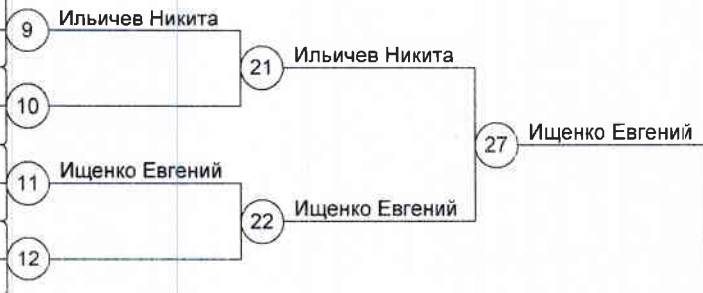 9 Ильичев Никита
21 Ильичев Никита
10
27 Ищенко Евгений
11 Ищенко Евгений
22 Ищенко Евгений
12